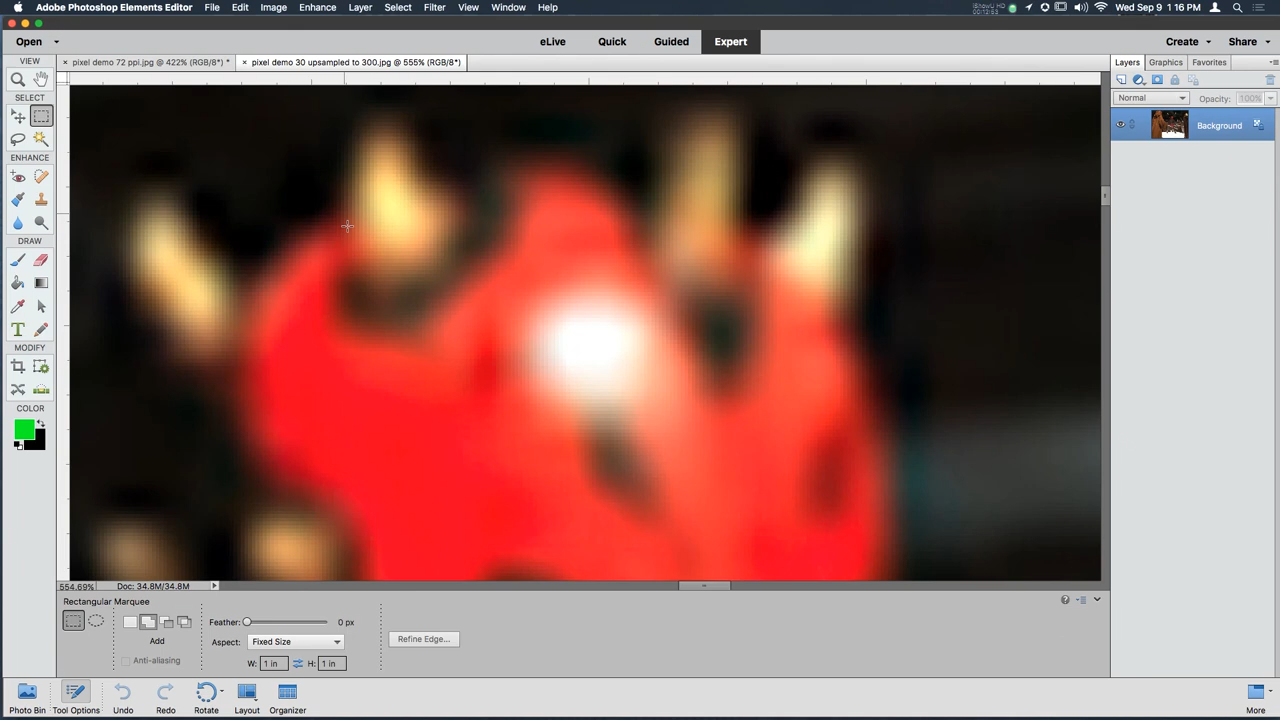 Adobe Photoshop Elements Editor File Edit Image Enhance Layer Select Filter View Window Help Wed Sep 9 1:16 PM
Open eLive Quick Guided Expert Create Share
VIEW × pixel demo 72 ppi.jpg @ 422% (RGB/8*) * × pixel demo 30 upsampled to 300.jpg @ 555% (RGB/8*) Layers Graphics Favorites
SELECT
Normal Opacity: 100%
Background
ENHANCE
DRAW
T
MODIFY
COLOR
554.69% Doc: 34.8M/34.8M
Rectangular Marquee
Feather: 0 px
Add Aspect: Fixed Size Refine Edge...
Anti-aliasing W: 1 in H: 1 in
Photo Bin Tool Options Undo Redo Rotate Layout Organizer More